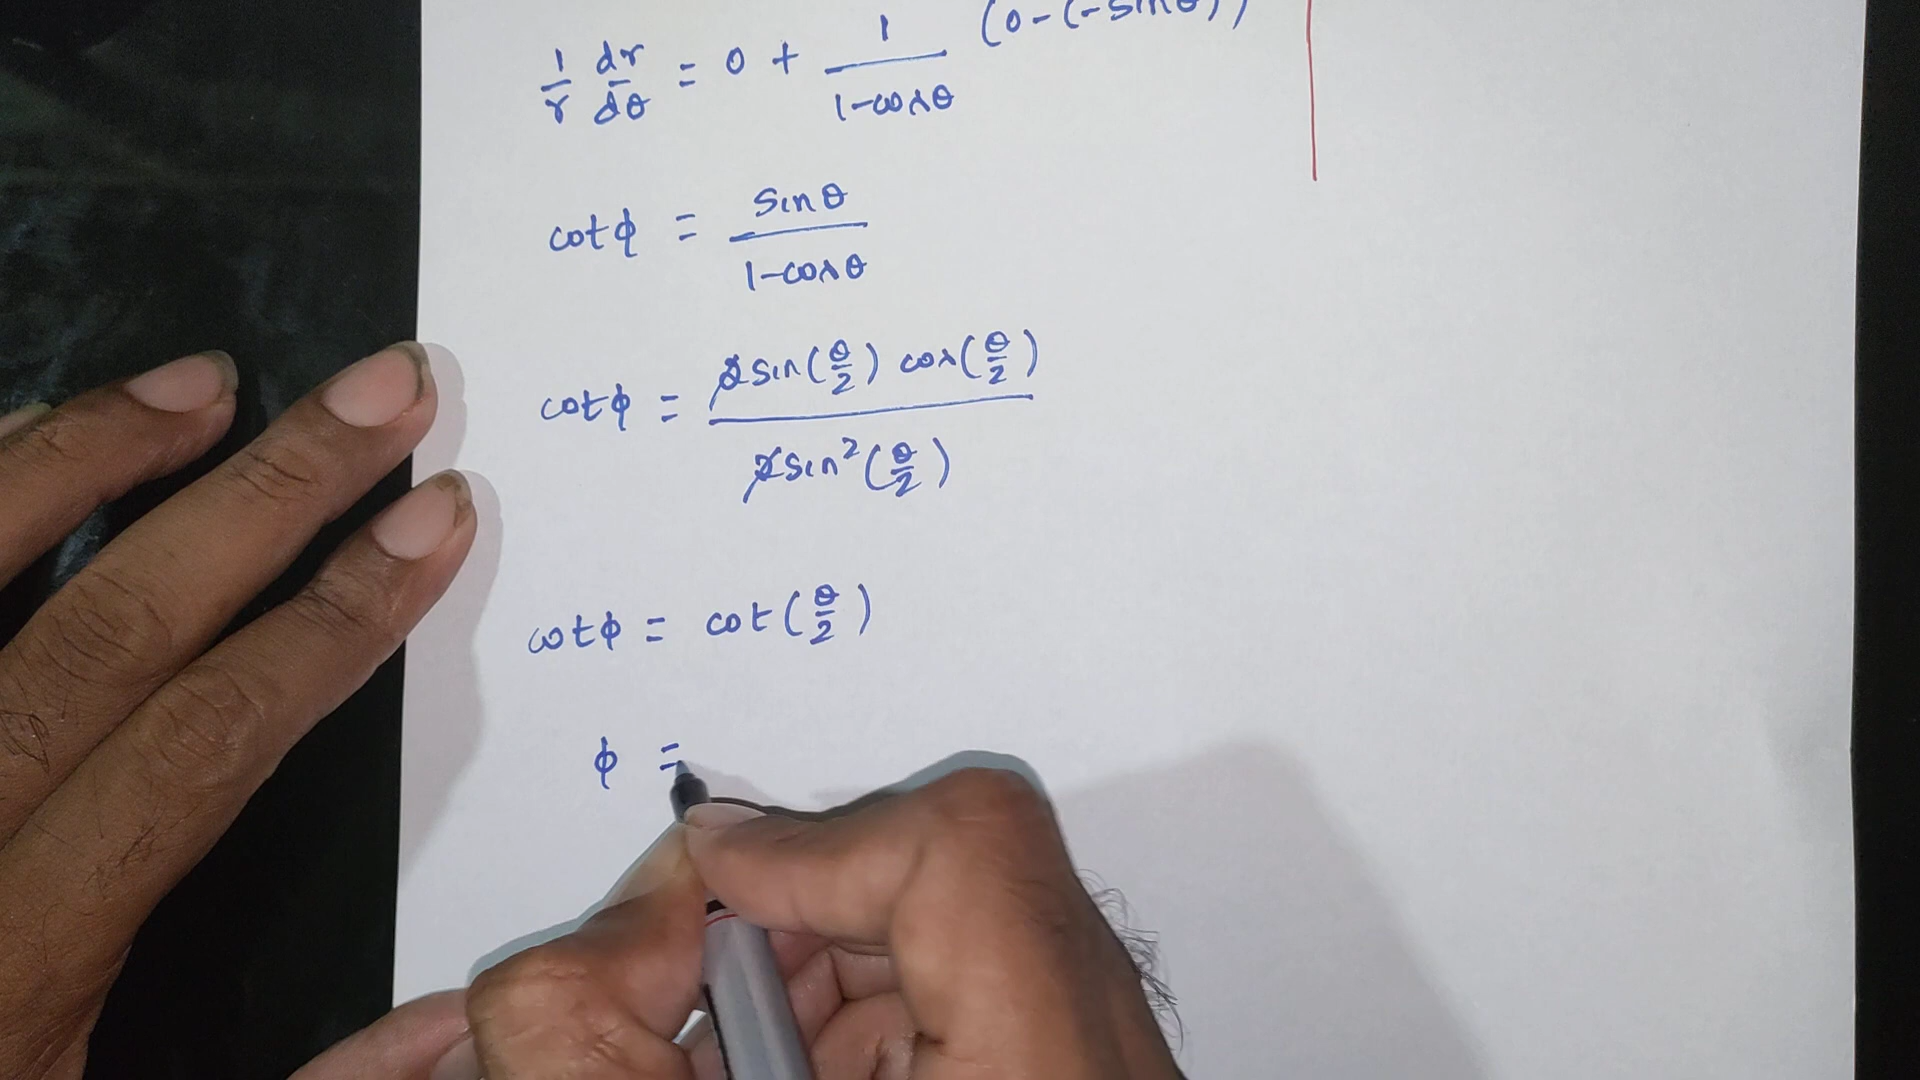 1/r dr/dθ = 0 + 1/(1-cosθ) (0-(-sinθ))
cotφ = sinθ/(1-cosθ)
cotφ = 2sin(θ/2) cos(θ/2) / 2sin²(θ/2)
cotφ = cot(θ/2)
φ =